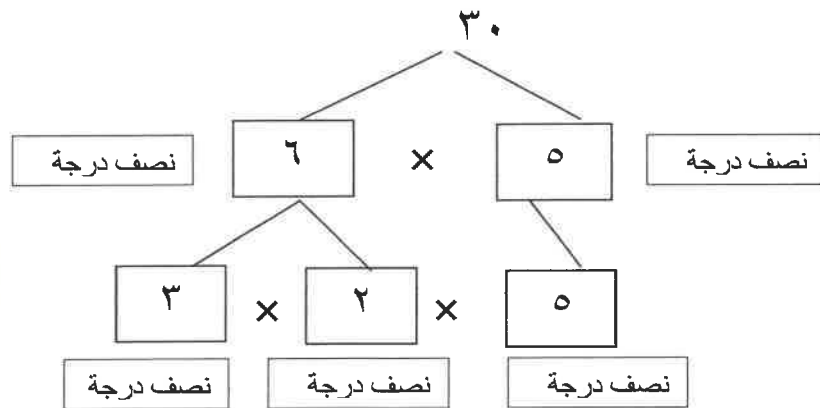 ٣٠
نصف درجة ٥ × ٦ نصف درجة
٥ × ٢ × ٣
نصف درجة نصف درجة نصف درجة